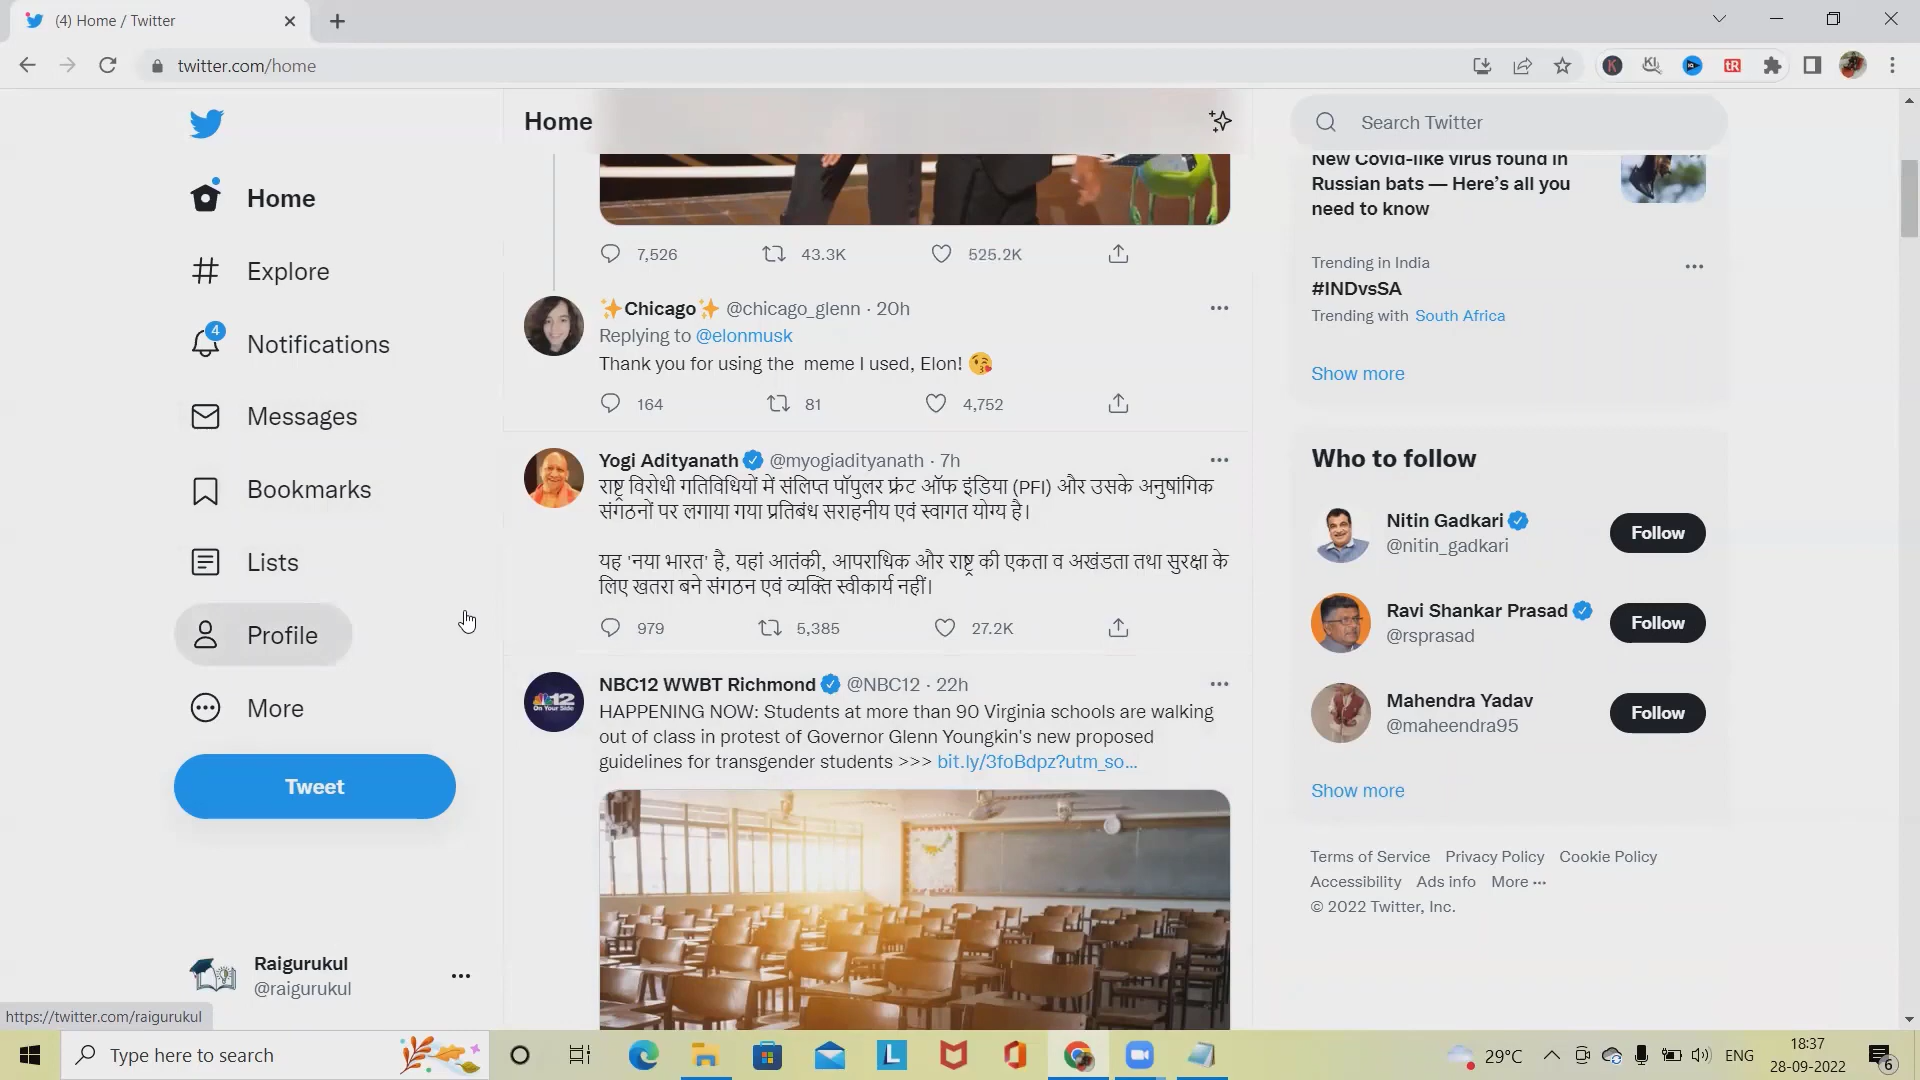 (4) Home / Twitter
twitter.com/home
Home
Explore
4
Notifications
Messages
Bookmarks
Lists
Profile
More
Tweet
Raigurukul
@raigurukul
https://twitter.com/raigurukul
Home
7,526 43.3K 525.2K
✨Chicago✨ @chicago_glenn · 20h
Replying to @elonmusk
Thank you for using the meme I used, Elon! 😘
164 81 4,752
Yogi Adityanath @myogiadityanath · 7h
राष्ट्र विरोधी गतिविधियों में संलिप्त पॉपुलर फ्रंट ऑफ इंडिया (PFI) और उसके अनुषांगिक
संगठनों पर लगाया गया प्रतिबंध सराहनीय एवं स्वागत योग्य है।
यह 'नया भारत' है, यहां आतंकी, आपराधिक और राष्ट्र की एकता व अखंडता तथा सुरक्षा के
लिए खतरा बने संगठन एवं व्यक्ति स्वीकार्य नहीं।
979 5,385 27.2K
12
On Your Side
NBC12 WWBT Richmond @NBC12 · 22h
HAPPENING NOW: Students at more than 90 Virginia schools are walking
out of class in protest of Governor Glenn Youngkin's new proposed
guidelines for transgender students >>> bit.ly/3foBdpz?utm_so...
Search Twitter
New Covid-like virus found in
Russian bats — Here's all you
need to know
Trending in India
#INDvsSA
Trending with South Africa
Show more
Who to follow
Nitin Gadkari
@nitin_gadkari
Follow
Ravi Shankar Prasad
@rsprasad
Follow
Mahendra Yadav
@maheendra95
Follow
Show more
Terms of Service Privacy Policy Cookie Policy
Accessibility Ads info More ···
© 2022 Twitter, Inc.
Type here to search
29°C
ENG
18:37
28-09-2022
6